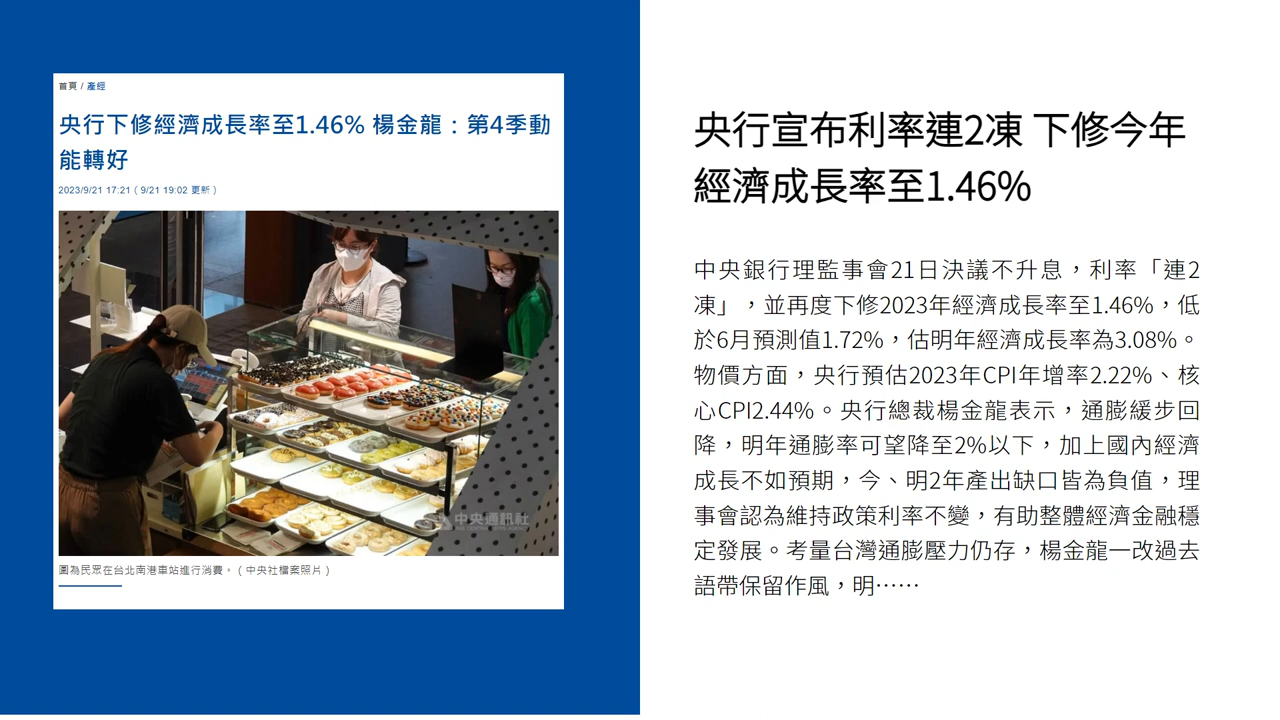 首頁 / 產經
央行下修經濟成長率至1.46% 楊金龍：第4季動
能轉好
2023/9/21 17:21（9/21 19:02 更新）
中央通訊社
圖為民眾在台北南港車站進行消費。（中央社檔案照片）
央行宣布利率連2凍 下修今年
經濟成長率至1.46%
中央銀行理監事會21日決議不升息，利率「連2
凍」，並再度下修2023年經濟成長率至1.46%，低
於6月預測值1.72%，估明年經濟成長率為3.08%。
物價方面，央行預估2023年CPI年增率2.22%、核
心CPI2.44%。央行總裁楊金龍表示，通膨緩步回
降，明年通膨率可望降至2%以下，加上國內經濟
成長不如預期，今、明2年產出缺口皆為負值，理
事會認為維持政策利率不變，有助整體經濟金融穩
定發展。考量台灣通膨壓力仍存，楊金龍一改過去
語帶保留作風，明……